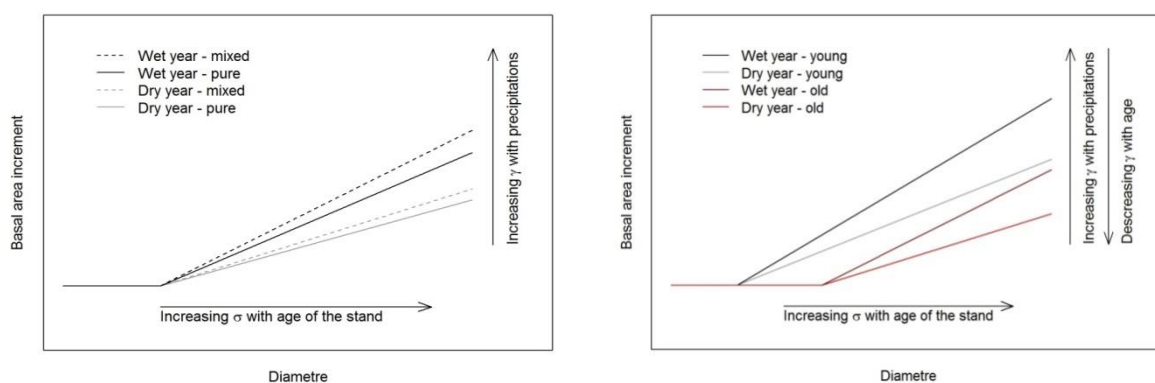 Wet year - mixed
Wet year - pure
Dry year - mixed
Dry year - pure
Basal area increment
Increasing γ with precipitations
Increasing σ with age of the stand
Diametre
Wet year - young
Dry year - young
Wet year - old
Dry year - old
Basal area increment
Increasing γ with precipitations
Descreasing γ with age
Increasing σ with age of the stand
Diametre